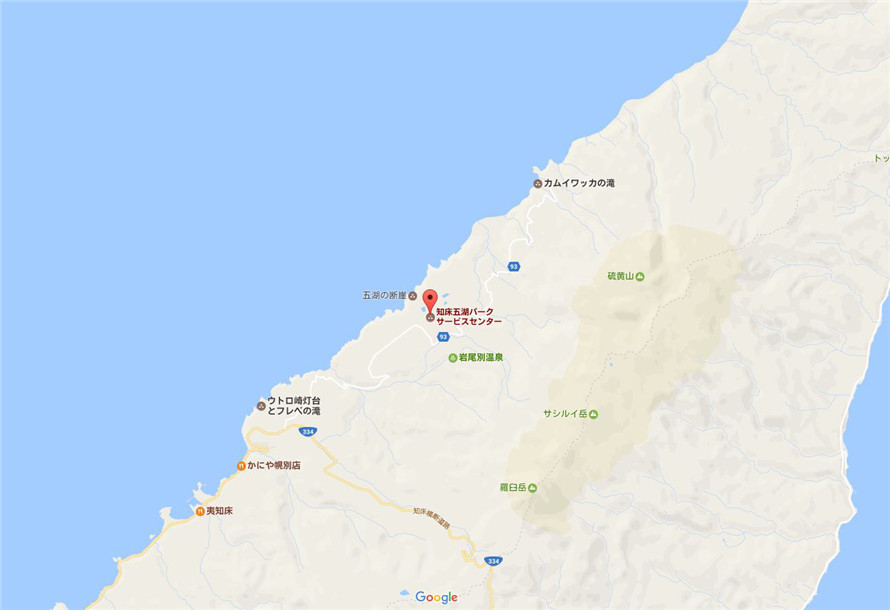 トッ
カムイワッカの滝
93
硫黄山
五湖の断崖
知床五湖パーク
サービスセンター
93
岩尾別温泉
ウトロ崎灯台
とフレペの滝
サシルイ岳
334
かにや幌別店
羅臼岳
夷知床
知床横断道路
334
Google